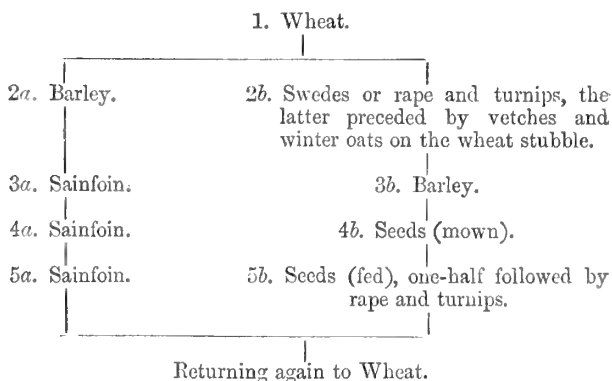 1. Wheat.
2a. Barley.
2b. Swedes or rape and turnips, the
latter preceded by vetches and
winter oats on the wheat stubble.
3a. Sainfoin.
3b. Barley.
4a. Sainfoin.
4b. Seeds (mown).
5a. Sainfoin.
5b. Seeds (fed), one-half followed by
rape and turnips.
Returning again to Wheat.